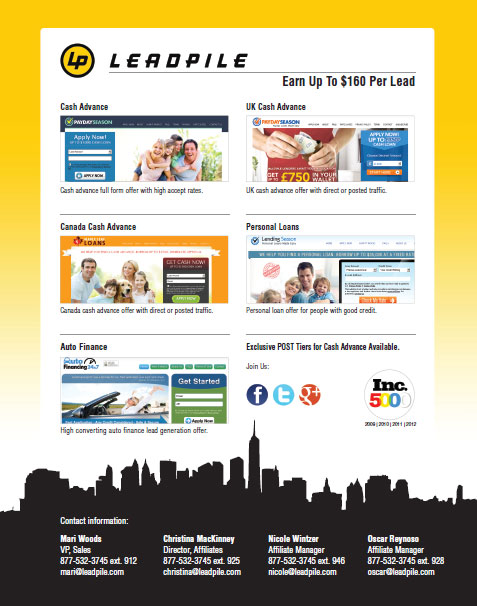 LP LEADPILE
Earn Up To $160 Per Lead
Cash Advance
PAYDAYSEASON
Apply Now!
APPLY NOW
Cash advance full form offer with high accept rates.
UK Cash Advance
PAYDAYSEASON
APPLY NOW
UP TO
£750 IN YOUR
WALLET
UK cash advance offer with direct or posted traffic.
Canada Cash Advance
LOANS
GET CASH NOW!
APPLY NOW
Canada cash advance offer with direct or posted traffic.
Personal Loans
Lending Season
Personal loan offer for people with good credit.
Auto Finance
Auto
Financing 24x7
Get Started
Apply Now
High converting auto finance lead generation offer.
Exclusive POST Tiers for Cash Advance Available.
Join Us:
f t g+
Inc.
5000
2009 | 2010 | 2011 | 2012
Contact information:
Mari Woods
VP, Sales
877-532-3745 ext. 912
mari@leadpile.com
Christina MacKinney
Director, Affiliates
877-532-3745 ext. 925
christina@leadpile.com
Nicole Wintzer
Affiliate Manager
877-532-3745 ext. 946
nicole@leadpile.com
Oscar Reynoso
Affiliate Manager
877-532-3745 ext. 928
oscar@leadpile.com